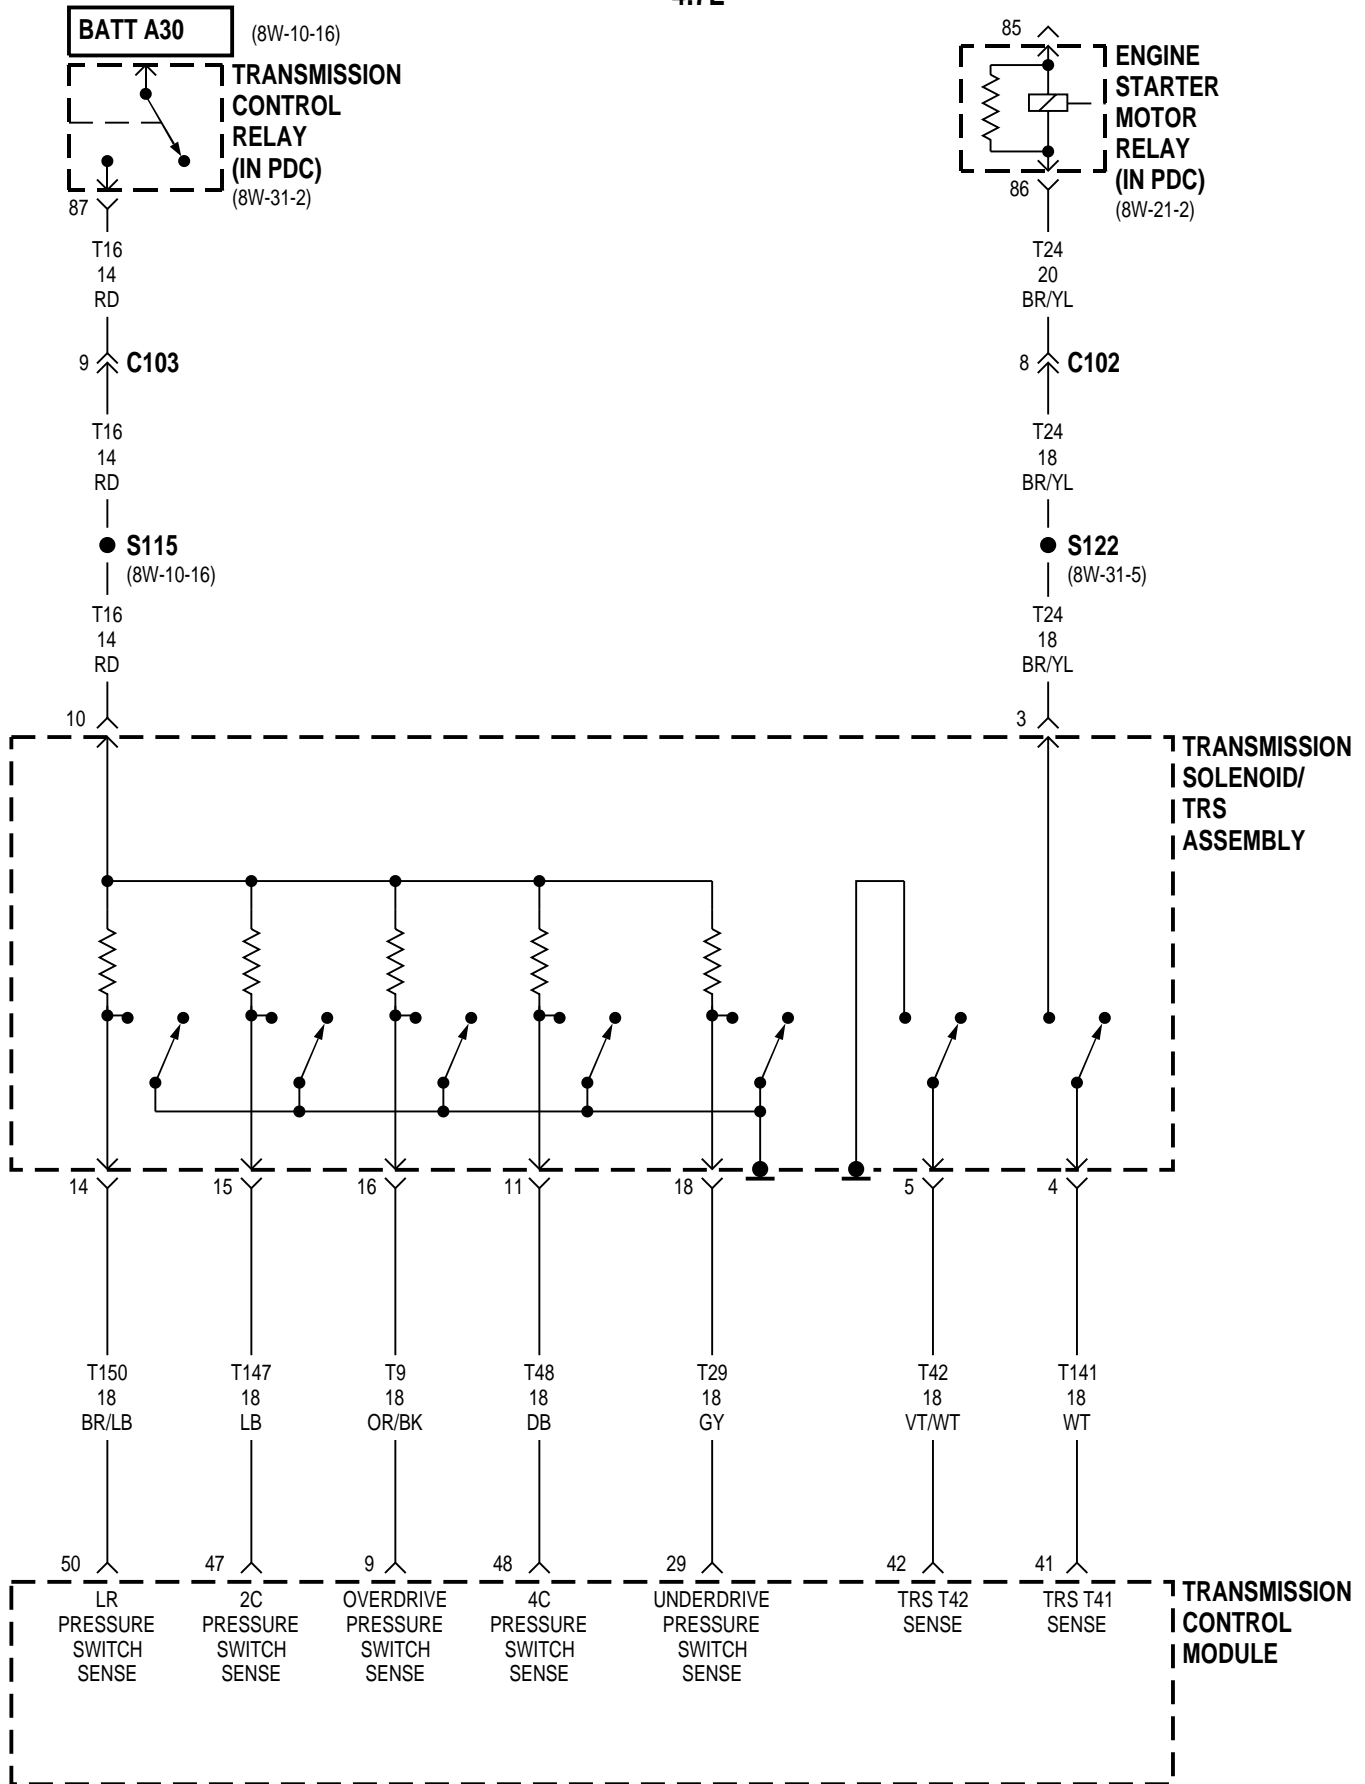 BATT A30
(8W-10-16)
TRANSMISSION
CONTROL
RELAY
(IN PDC)
(8W-31-2)
87
T16
14
RD
9
C103
T16
14
RD
S115
(8W-10-16)
T16
14
RD
10
85
ENGINE
STARTER
MOTOR
RELAY
(IN PDC)
(8W-21-2)
86
T24
20
BR/YL
8
C102
T24
18
BR/YL
S122
(8W-31-5)
T24
18
BR/YL
3
TRANSMISSION
SOLENOID/
TRS
ASSEMBLY
14
15
16
11
18
5
4
T150
18
BR/LB
T147
18
LB
T9
18
OR/BK
T48
18
DB
T29
18
GY
T42
18
VT/WT
T141
18
WT
50
47
9
48
29
42
41
LR
PRESSURE
SWITCH
SENSE
2C
PRESSURE
SWITCH
SENSE
OVERDRIVE
PRESSURE
SWITCH
SENSE
4C
PRESSURE
SWITCH
SENSE
UNDERDRIVE
PRESSURE
SWITCH
SENSE
TRS T42
SENSE
TRS T41
SENSE
TRANSMISSION
CONTROL
MODULE